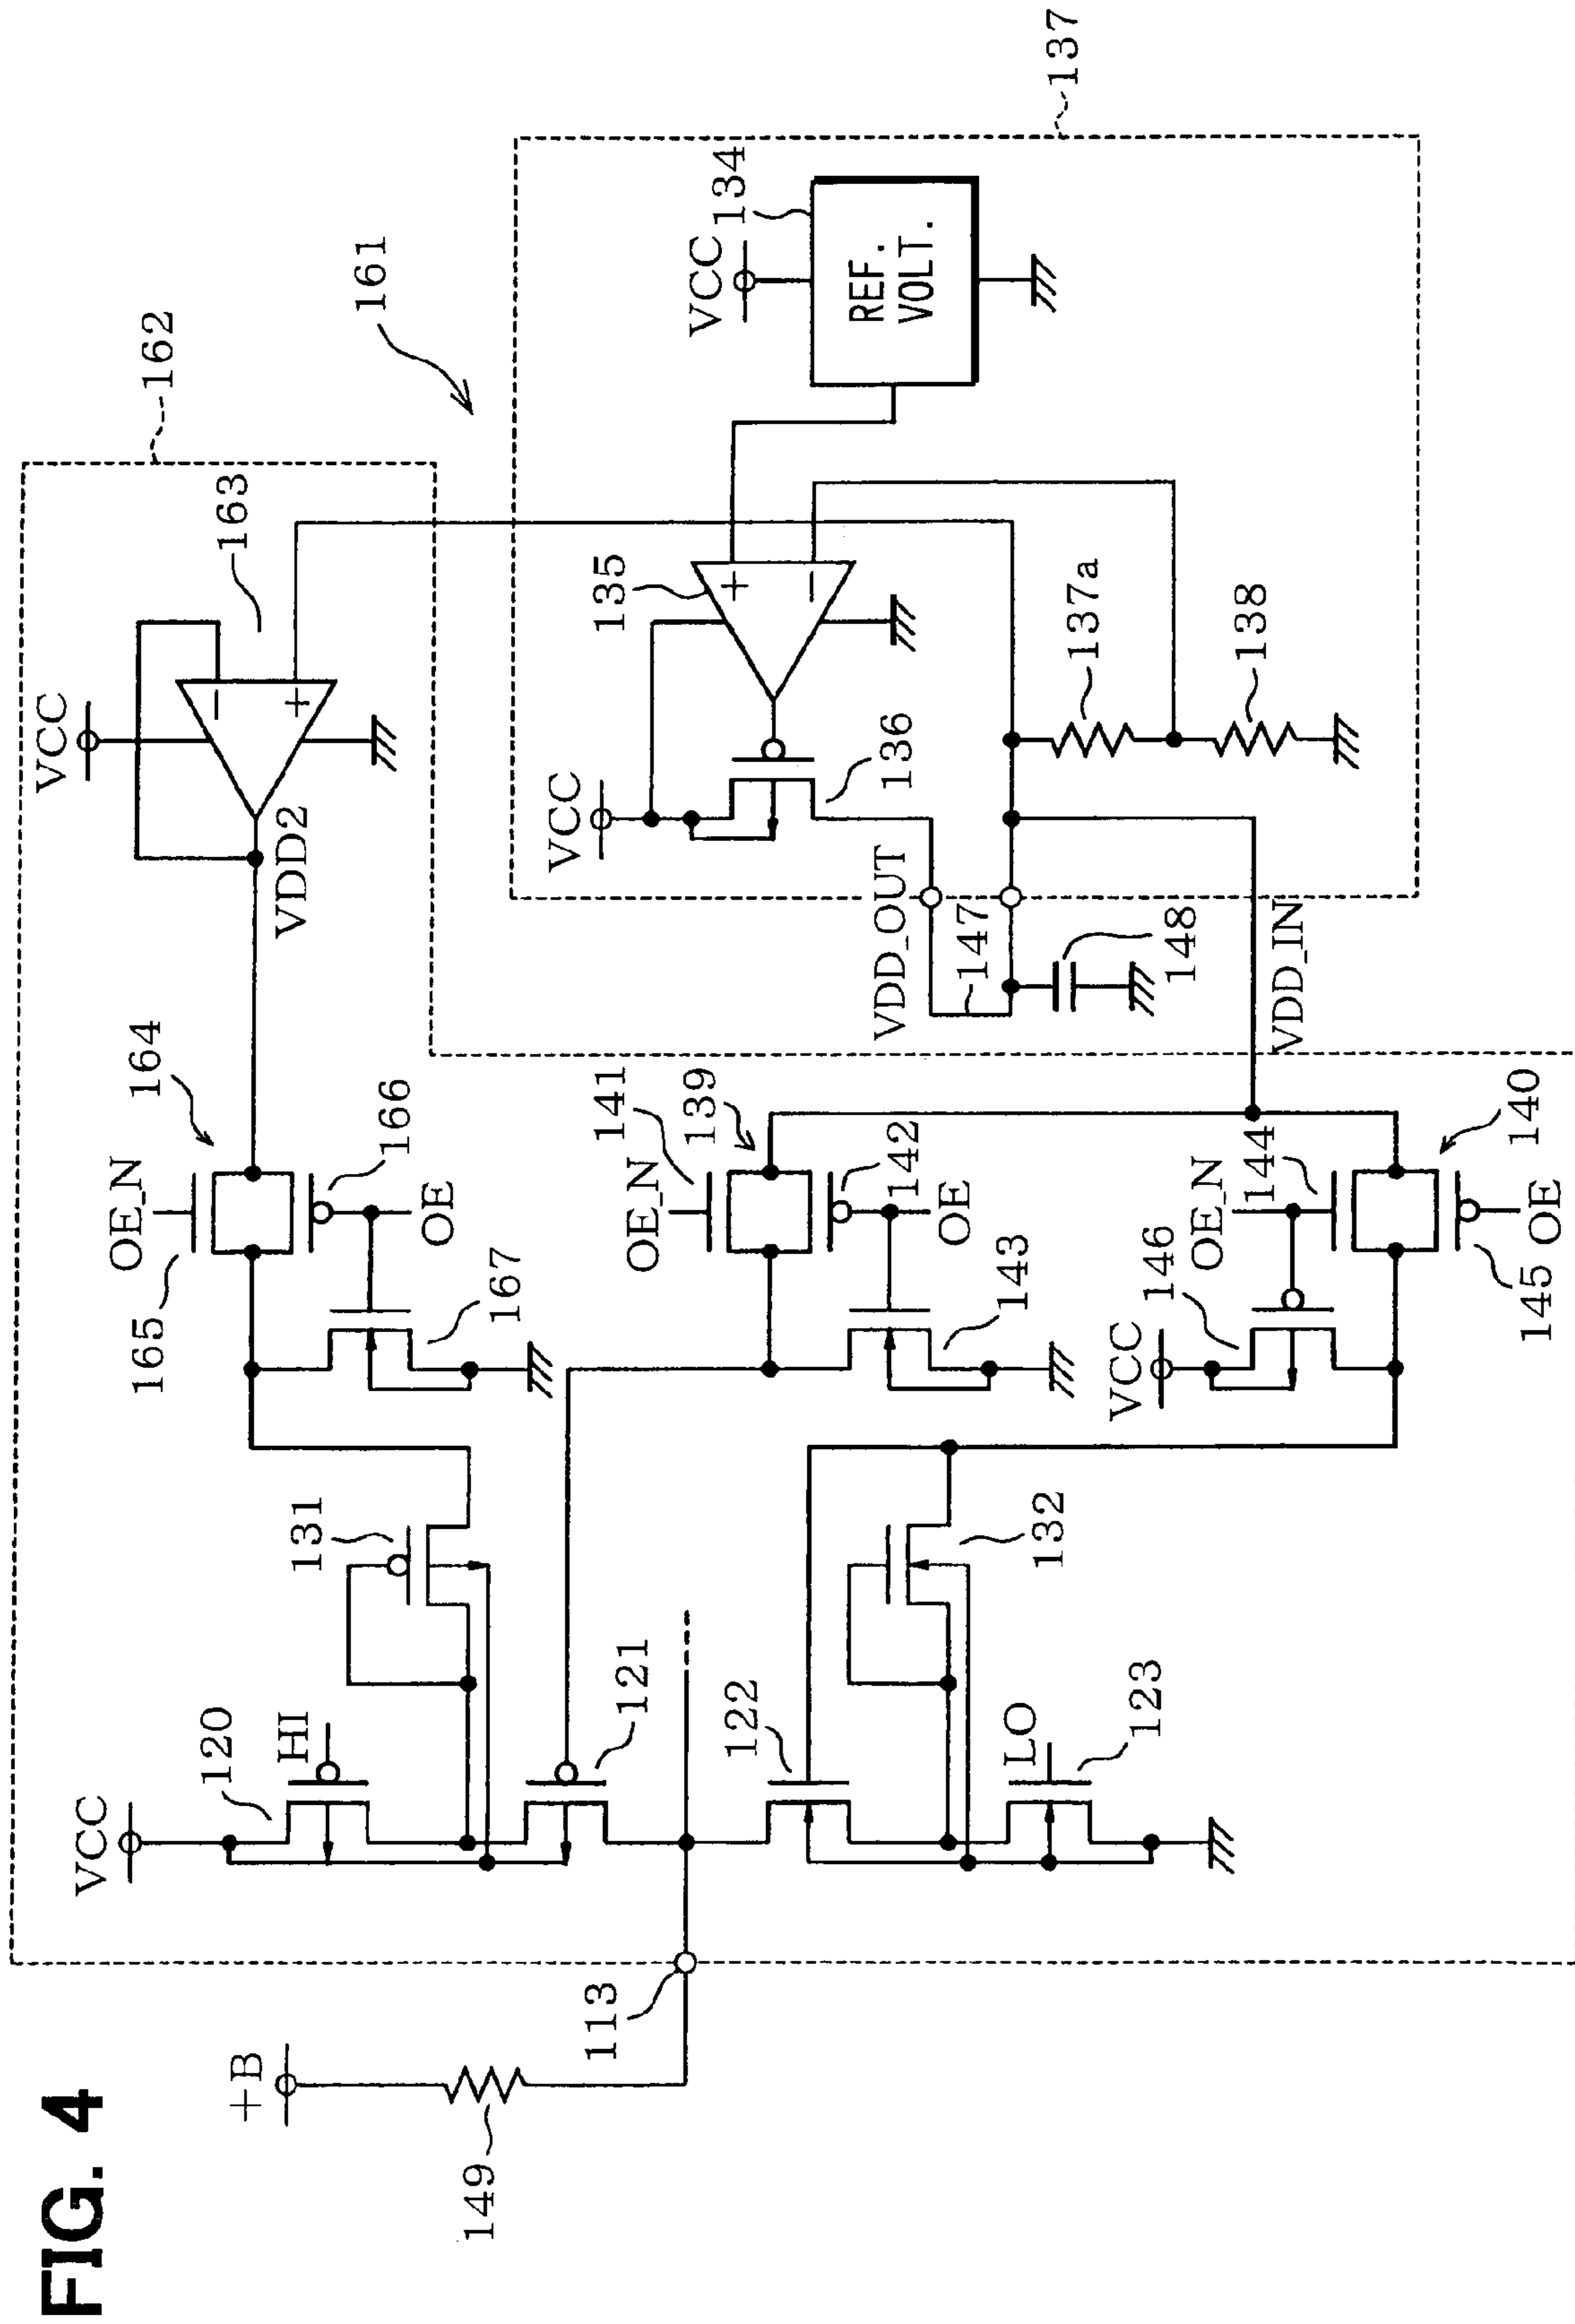 FIG. 4
162
161
137
VCC
163
VDD2
164
OE_N
165
166
OE
167
131
VCC
120
HI
121
+B
149
113
VCC
134
REF.
VOLT.
135
VCC
136
VDD_OUT
147
148
VDD_IN
137a
138
141
139
OE_N
142
OE
143
OE_N
144
140
146
VCC
145
OE
132
122
LO
123